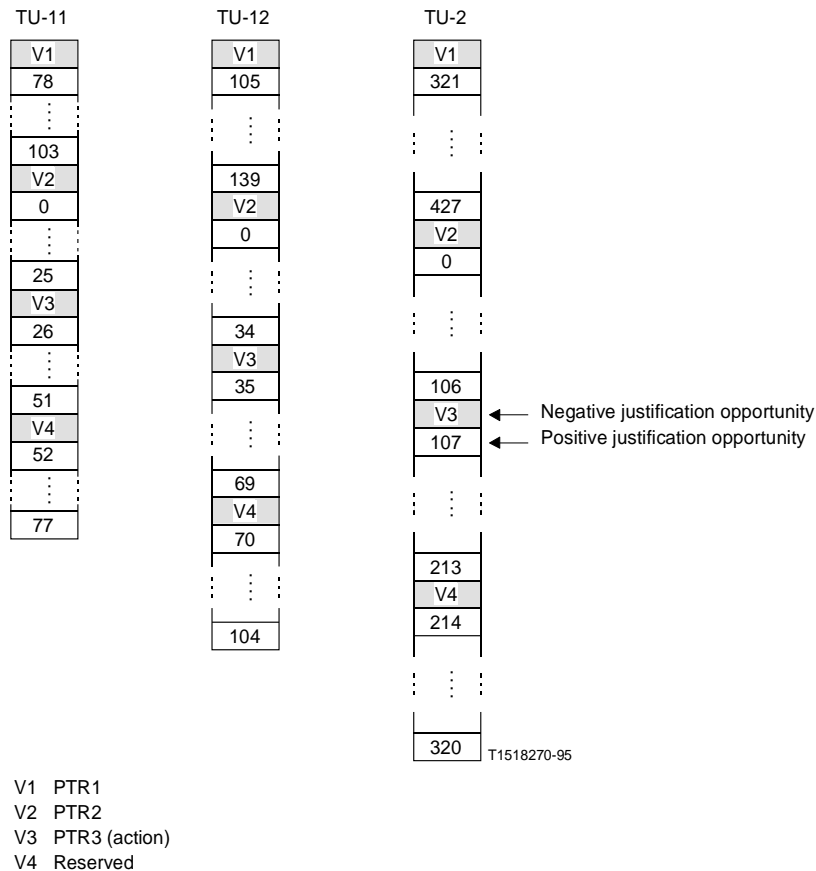 TU-11
V1
78
103
V2
0
25
V3
26
51
V4
52
77
TU-12
V1
105
139
V2
0
34
V3
35
69
V4
70
104
TU-2
V1
321
427
V2
0
106
V3 Negative justification opportunity
107 Positive justification opportunity
213
V4
214
320
T1518270-95
V1 PTR1
V2 PTR2
V3 PTR3 (action)
V4 Reserved